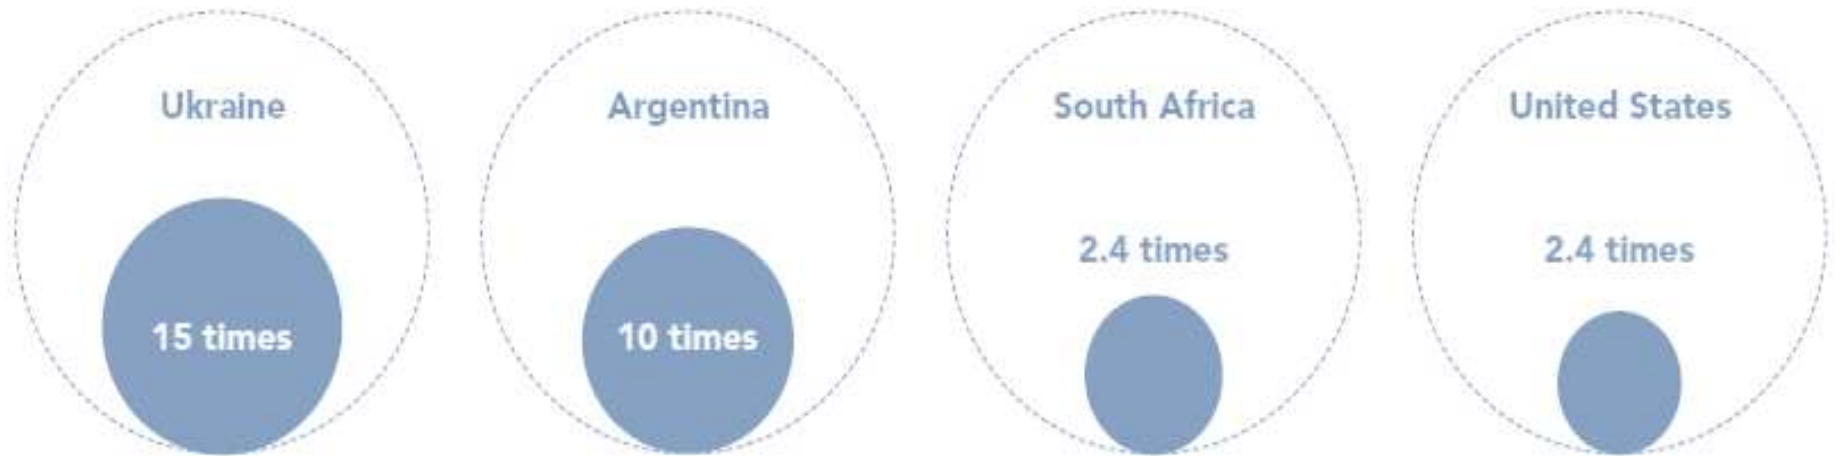 Ukraine
Argentina
South Africa
United States
15 times
10 times
2.4 times
2.4 times